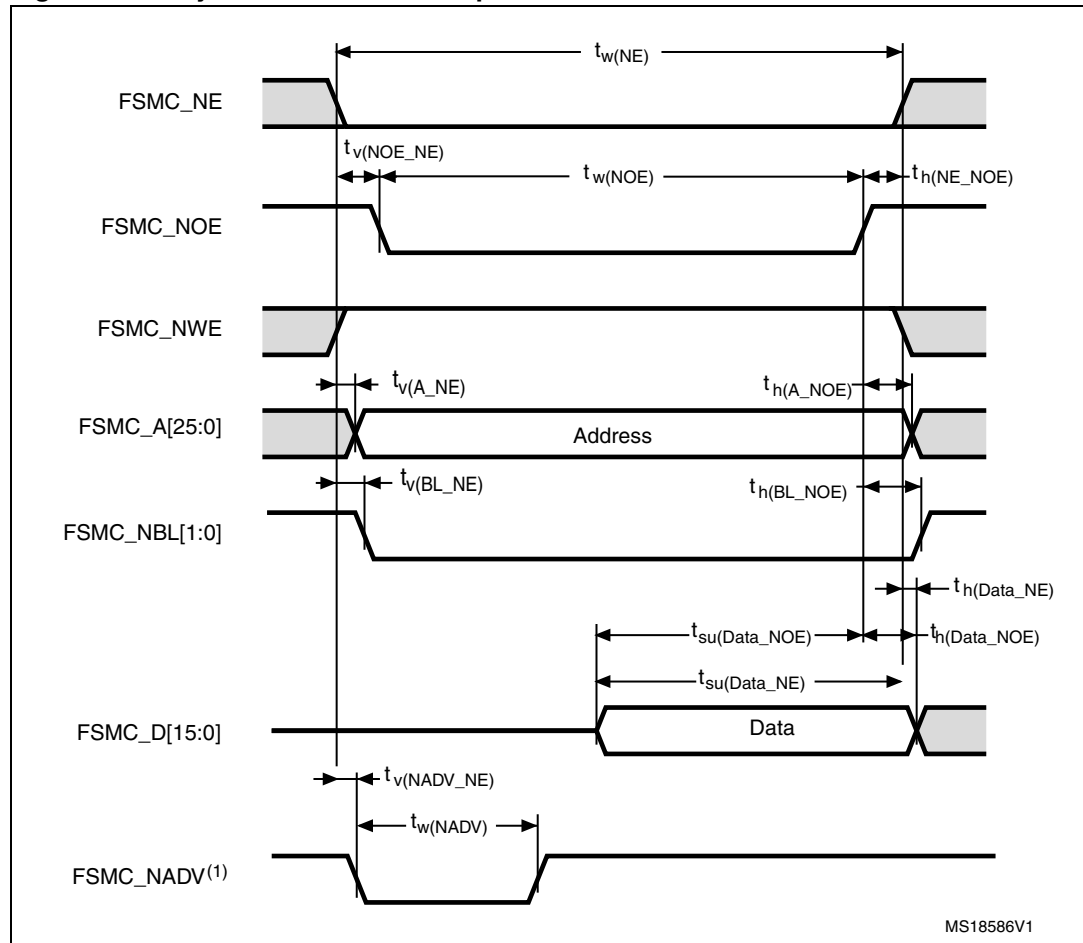 tw(NE)
FSMC_NE
tv(NOE_NE)
tw(NOE)
th(NE_NOE)
FSMC_NOE
FSMC_NWE
tv(A_NE)
th(A_NOE)
FSMC_A[25:0]
Address
tv(BL_NE)
th(BL_NOE)
FSMC_NBL[1:0]
th(Data_NE)
tsu(Data_NOE)
th(Data_NOE)
tsu(Data_NE)
FSMC_D[15:0]
Data
tv(NADV_NE)
tw(NADV)
FSMC_NADV(1)
MS18586V1